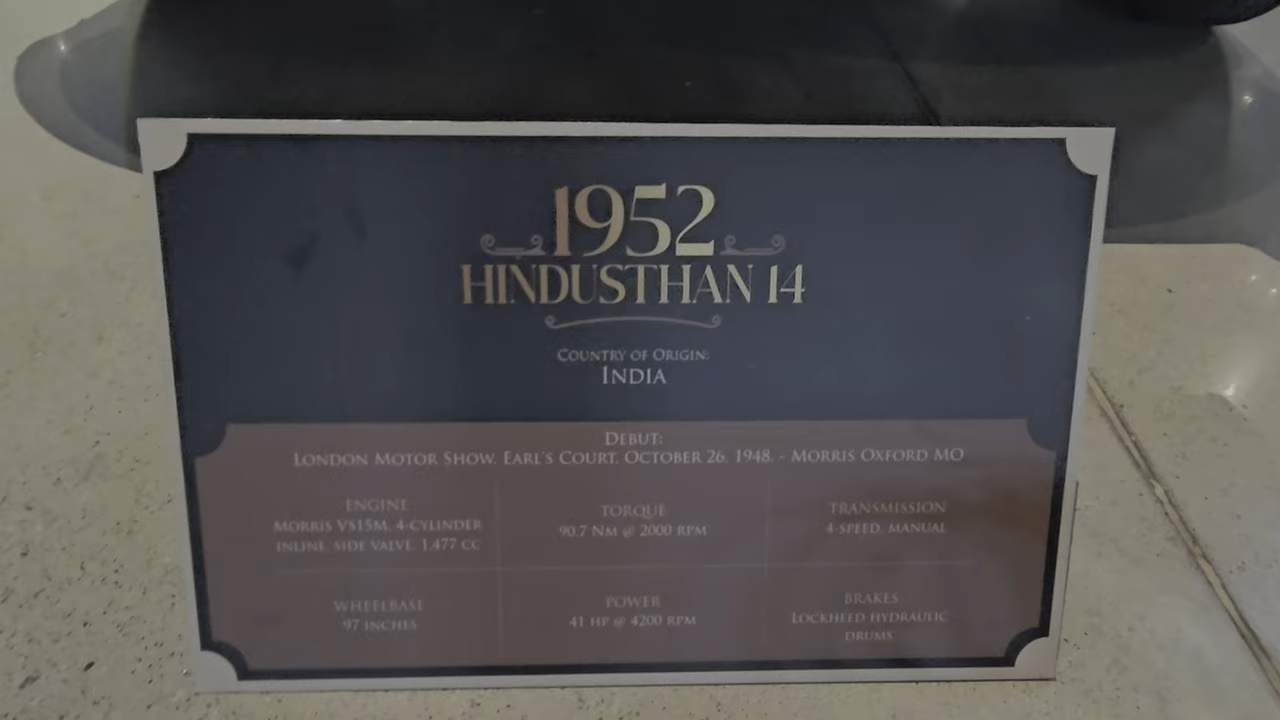 1952
HINDUSTHAN 14
COUNTRY OF ORIGIN:
INDIA
DEBUT:
LONDON MOTOR SHOW, EARL'S COURT, OCTOBER 26, 1948. - MORRIS OXFORD MO
ENGINE
MORRIS VS15M, 4-CYLINDER
INLINE, SIDE VALVE, 1,477 CC
TORQUE
90.7 NM @ 2000 RPM
TRANSMISSION
4-SPEED, MANUAL
WHEELBASE
97 INCHES
POWER
41 HP @ 4200 RPM
BRAKES
LOCKHEED HYDRAULIC
DRUMS